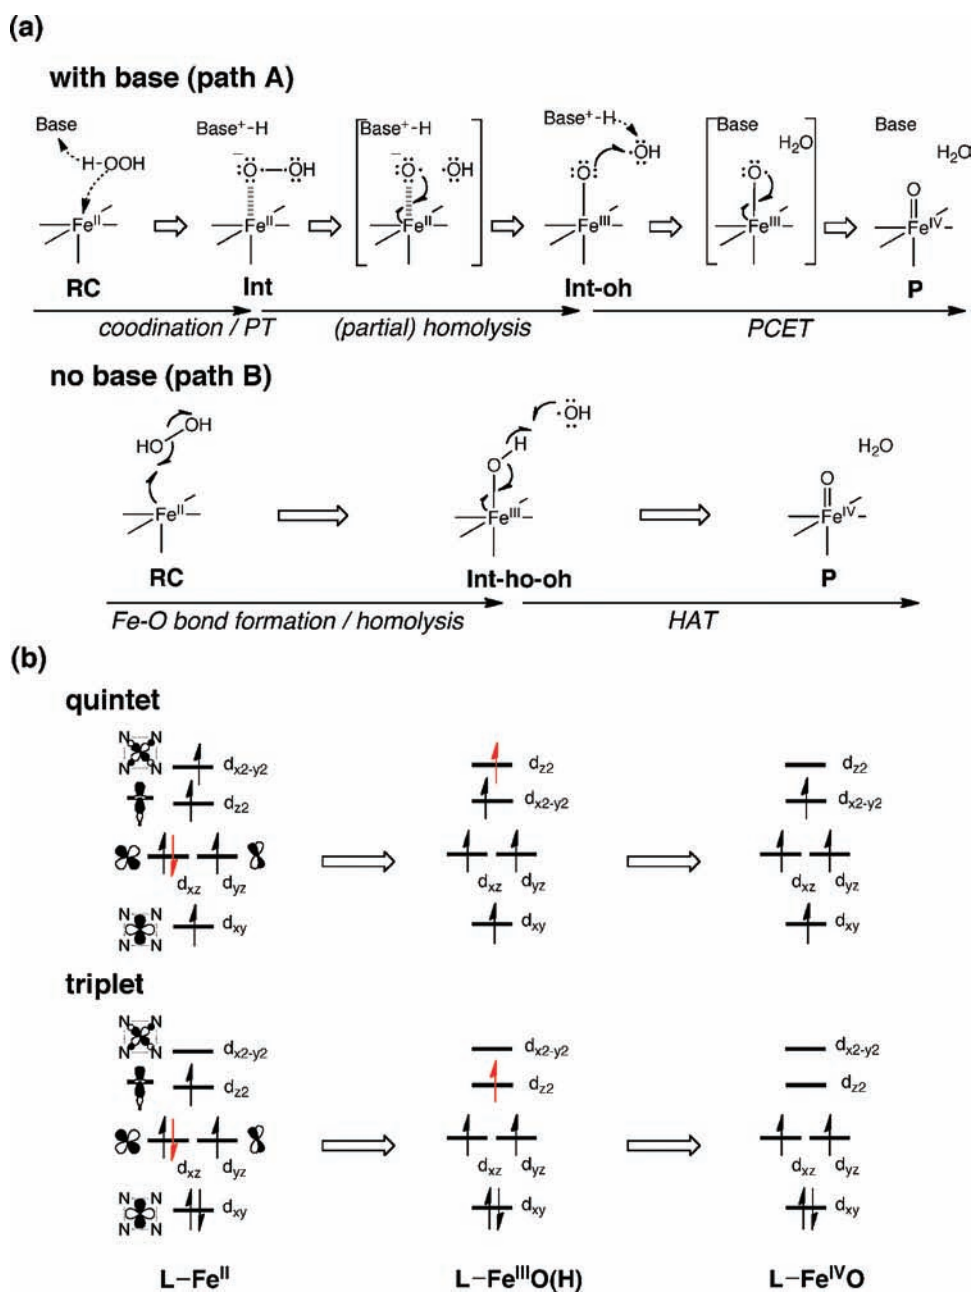 (a)
with base (path A)
Base
H-OOH
Fe^II
RC
Base+-H
− O—OH
Fe^II
Int
Base+-H
− O· ·OH
Fe^II
Base+-H
O ·OH
Fe^III
Int-oh
Base
H2O
O·
Fe^III
Base
H2O
O
Fe^IV
P
coodination / PT
(partial) homolysis
PCET
no base (path B)
HO OH
Fe^II
RC
·OH
H
O
Fe^III
Int-ho-oh
H2O
O
Fe^IV
P
Fe-O bond formation / homolysis
HAT
(b)
quintet
N N
N N
dx2-y2
dz2
dxz dyz
N N
N N
dxy
dz2
dx2-y2
dxz dyz
dxy
dz2
dx2-y2
dxz dyz
dxy
triplet
N N
N N
dx2-y2
dz2
dxz dyz
N N
N N
dxy
dx2-y2
dz2
dxz dyz
dxy
dx2-y2
dz2
dxz dyz
dxy
L–Fe^II
L–Fe^IIIO(H)
L–Fe^IVO